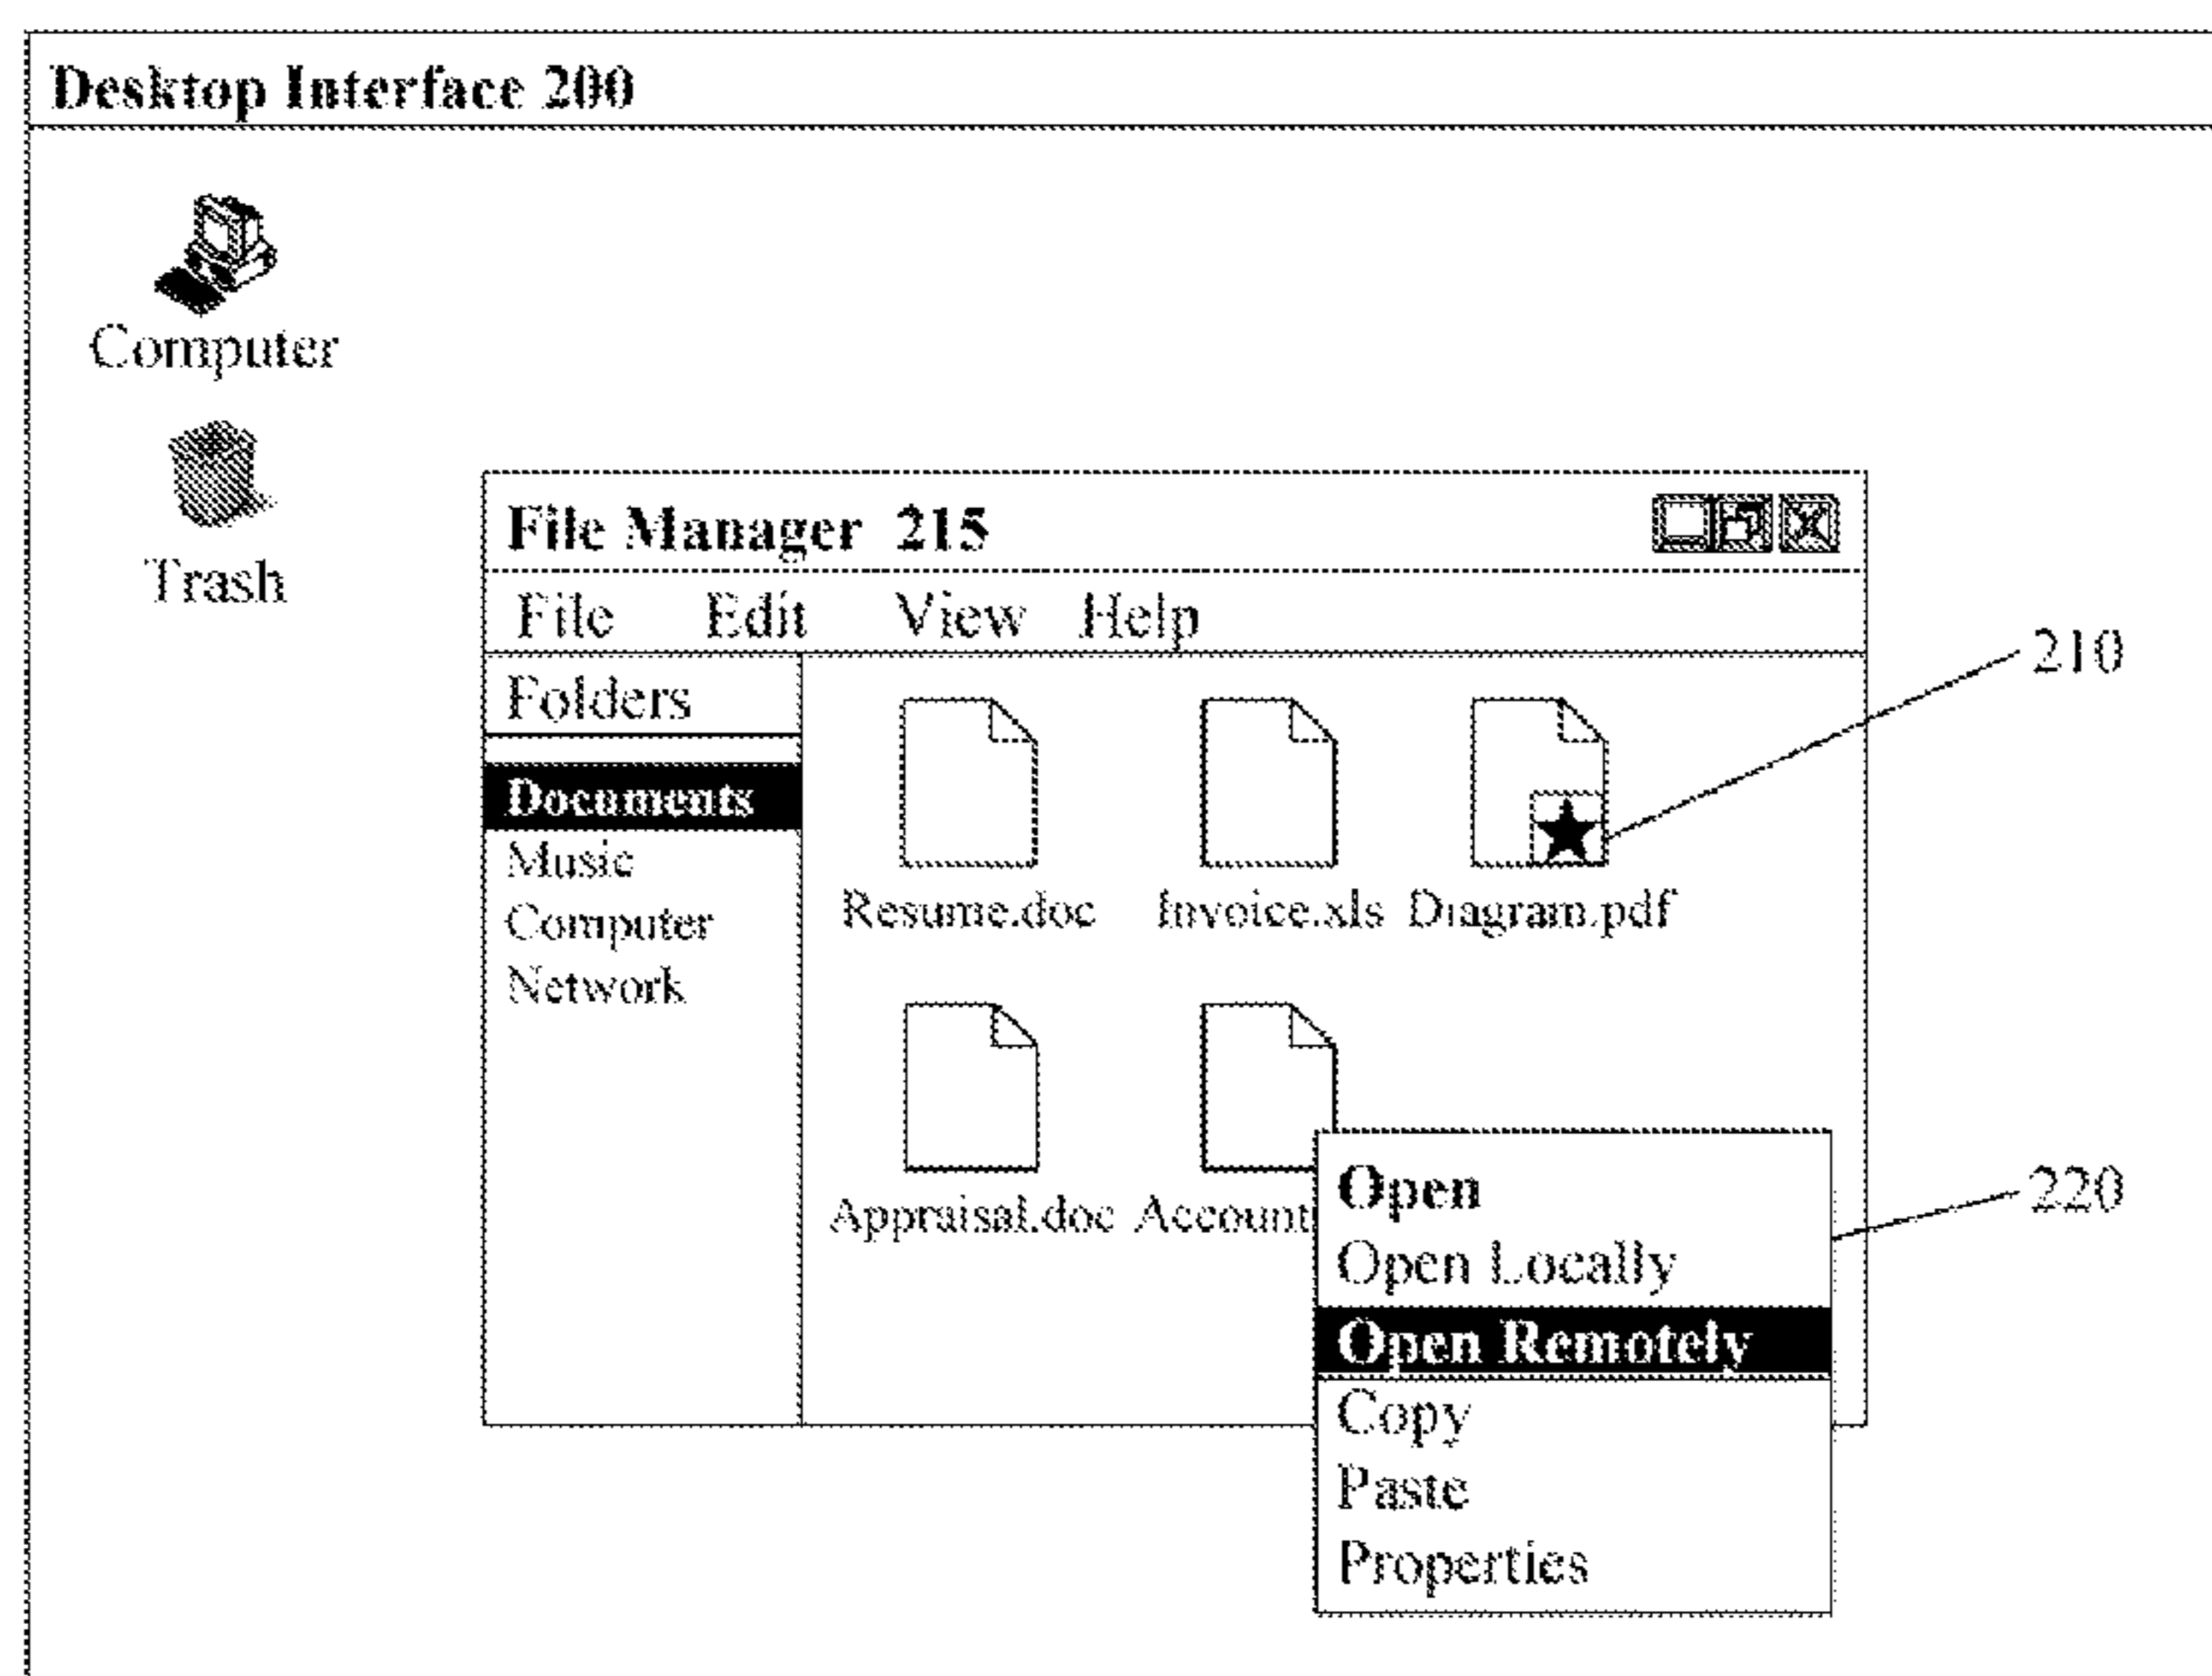 Desktop Interface 200
Computer
Trash
File Manager 215
File Edit View Help
210
Folders
Documents
Music
Computer
Network
Resume.doc Invoice.xls Diagram.pdf
Appraisal.doc Account
220
Open
Open Locally
Open Remotely
Copy
Paste
Properties